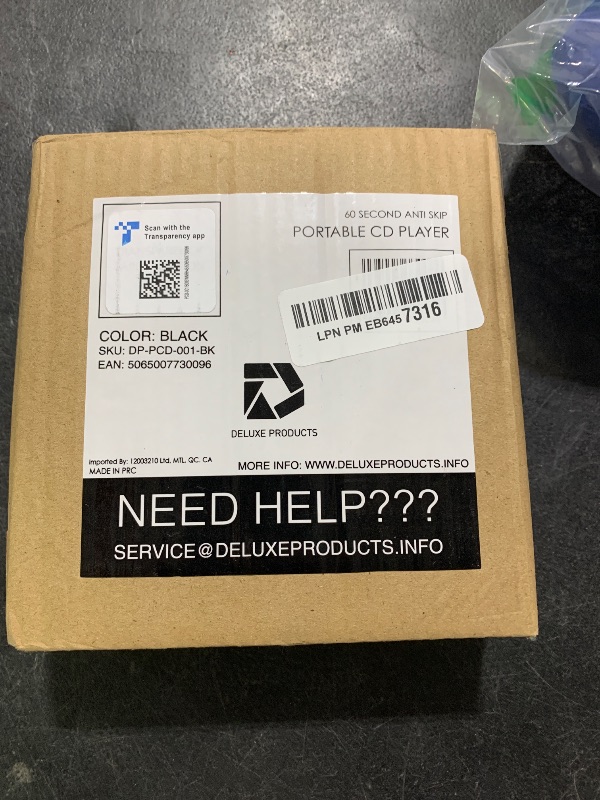 Scan with the
Transparency app
60 SECOND ANTI SKIP
PORTABLE CD PLAYER
LPN PM EB6457316
COLOR: BLACK
SKU: DP-PCD-001-BK
EAN: 5065007730096
DELUXE PRODUCTS
Imported By: 12003210 Ltd. MTL. QC. CA
MADE IN PRC
MORE INFO: WWW.DELUXEPRODUCTS.INFO
NEED HELP???
SERVICE@DELUXEPRODUCTS.INFO